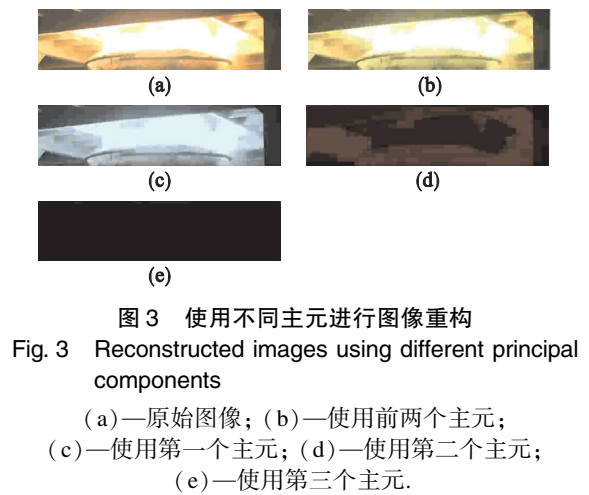 (a)
(b)
(c)
(d)
(e)
图 3 使用不同主元进行图像重构
Fig. 3 Reconstructed images using different principal
components
(a)—原始图像; (b)—使用前两个主元;
(c)—使用第一个主元; (d)—使用第二个主元;
(e)—使用第三个主元.